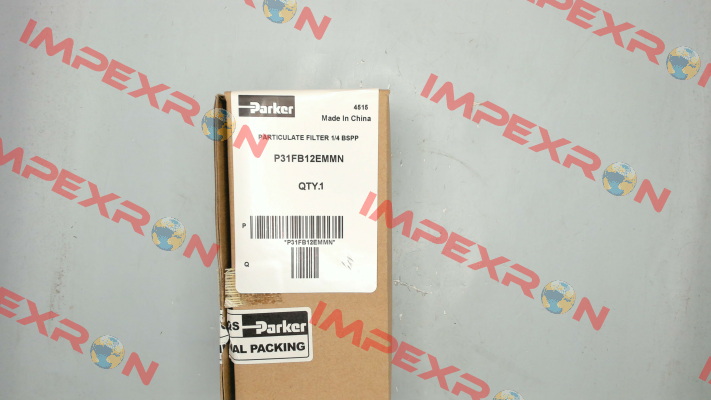 Parker
4515
Made In China
PARTICULATE FILTER 1/4 BSPP
P31FB12EMMN
QTY.1
P
*P31FB12EMMN*
Q
Parker
AL PACKING
IMPEXRON
IMPEXRON
IMPEXRON
IMPEXRON
IMPEXRON
IMPEXRON
IMPEXRON
IMPEXRON